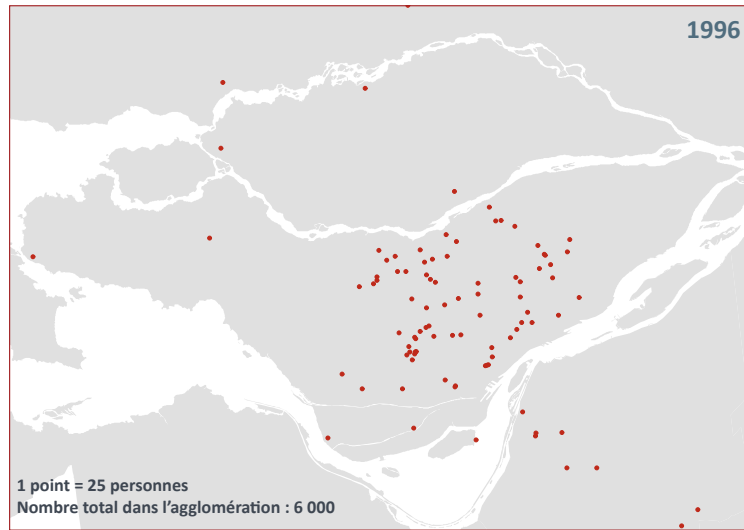 1996
1 point = 25 personnes
Nombre total dans l'agglomération : 6 000